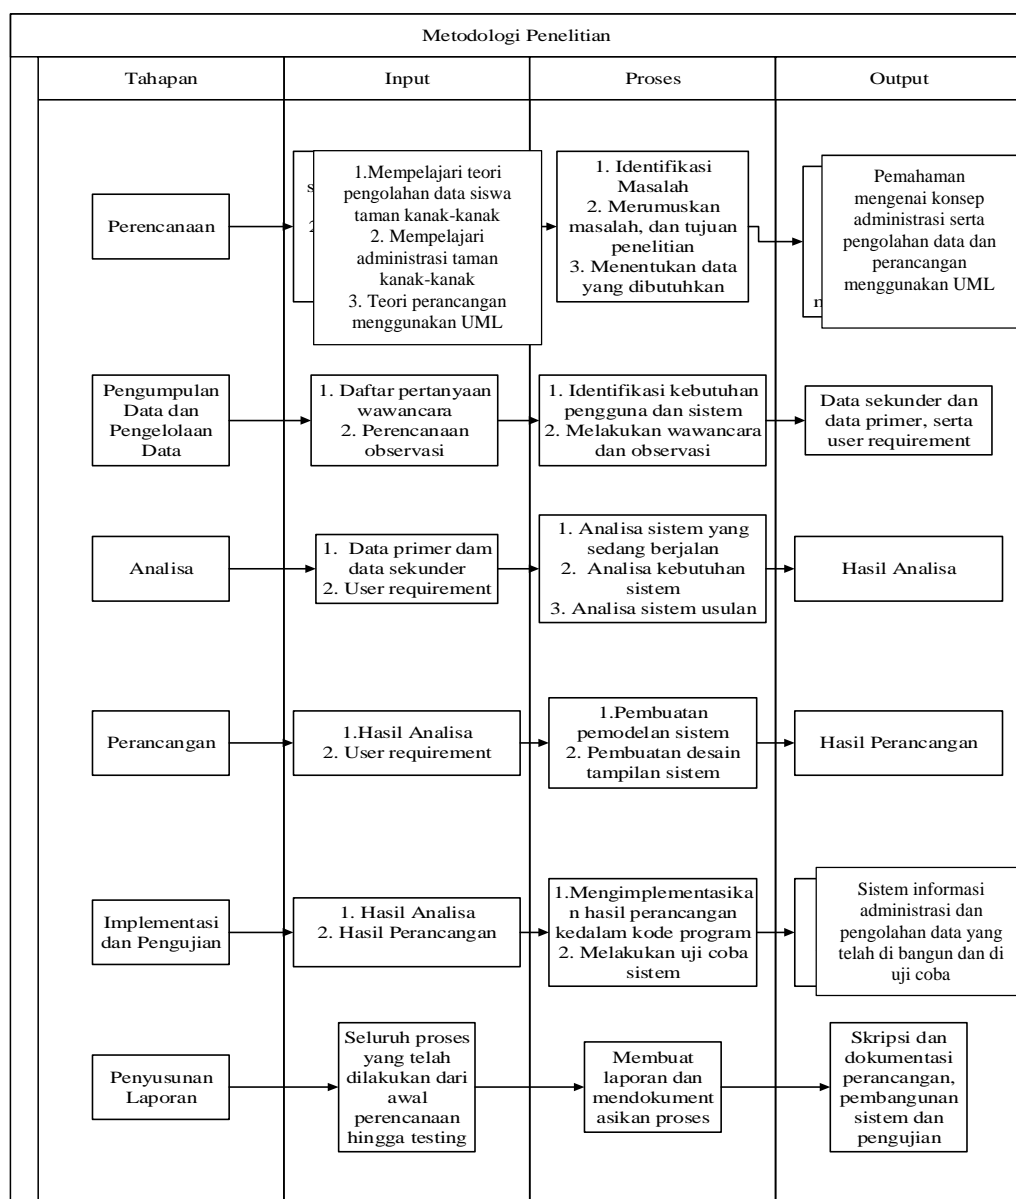 Metodologi Penelitian
Tahapan
Input
Proses
Output
Perencanaan
1.Mempelajari teori
pengolahan data siswa
taman kanak-kanak
2. Mempelajari
administrasi taman
kanak-kanak
3. Teori perancangan
menggunakan UML
1. Identifikasi
Masalah
2. Merumuskan
masalah, dan tujuan
penelitian
3. Menentukan data
yang dibutuhkan
Pemahaman
mengenai konsep
administrasi serta
pengolahan data dan
perancangan
menggunakan UML
Pengumpulan
Data dan
Pengelolaan
Data
1. Daftar pertanyaan
wawancara
2. Perencanaan
observasi
1. Identifikasi kebutuhan
pengguna dan sistem
2. Melakukan wawancara
dan observasi
Data sekunder dan
data primer, serta
user requirement
Analisa
1. Data primer dam
data sekunder
2. User requirement
1. Analisa sistem yang
sedang berjalan
2. Analisa kebutuhan
sistem
3. Analisa sistem usulan
Hasil Analisa
Perancangan
1.Hasil Analisa
2. User requirement
1.Pembuatan
pemodelan sistem
2. Pembuatan desain
tampilan sistem
Hasil Perancangan
Implementasi
dan Pengujian
1. Hasil Analisa
2. Hasil Perancangan
1.Mengimplementasika
n hasil perancangan
kedalam kode program
2. Melakukan uji coba
sistem
Sistem informasi
administrasi dan
pengolahan data yang
telah di bangun dan di
uji coba
Penyusunan
Laporan
Seluruh proses
yang telah
dilakukan dari
awal
perencanaan
hingga testing
Membuat
laporan dan
mendokument
asikan proses
Skripsi dan
dokumentasi
perancangan,
pembangunan
sistem dan
pengujian